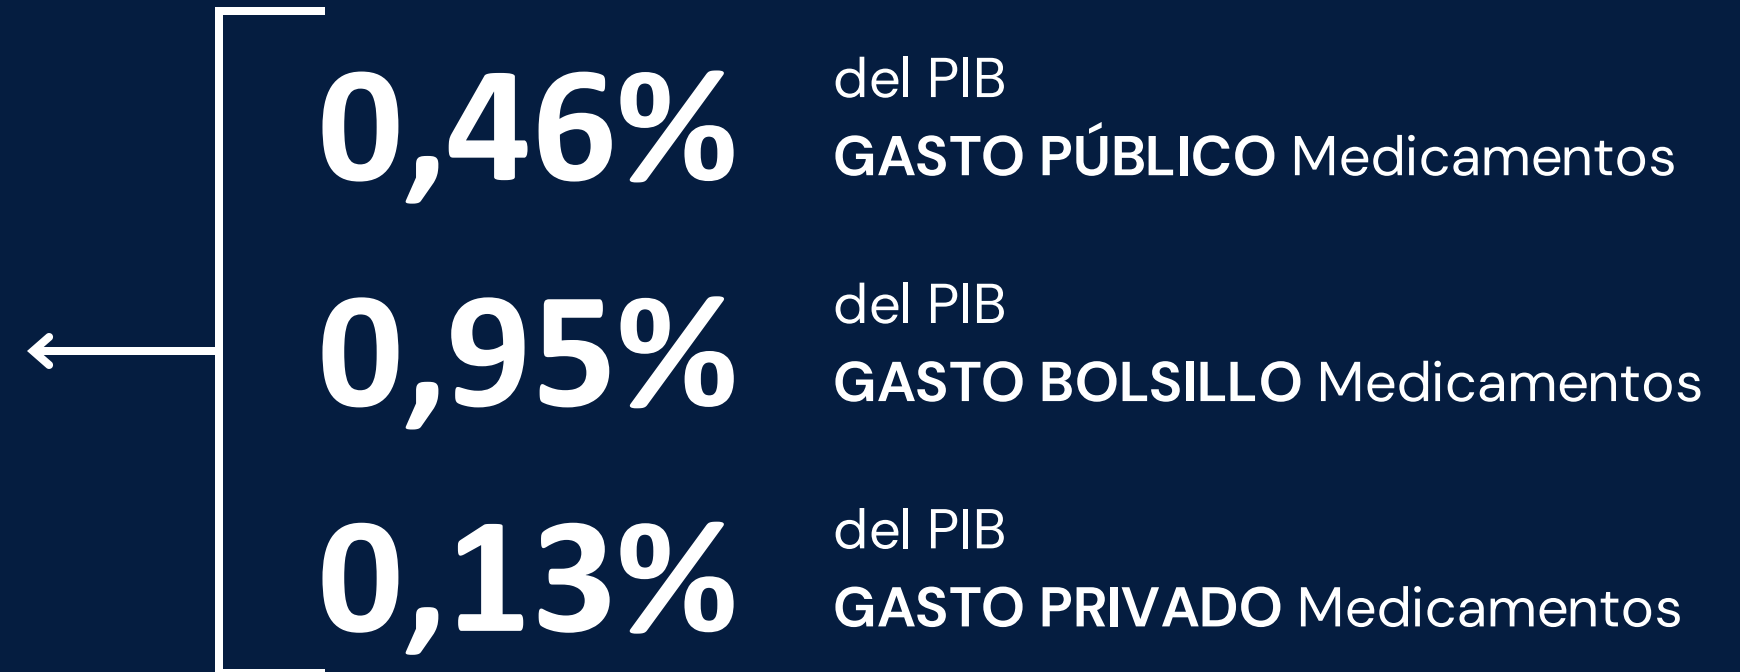 0,46%
del PIB
GASTO PÚBLICO Medicamentos
0,95%
del PIB
GASTO BOLSILLO Medicamentos
0,13%
del PIB
GASTO PRIVADO Medicamentos